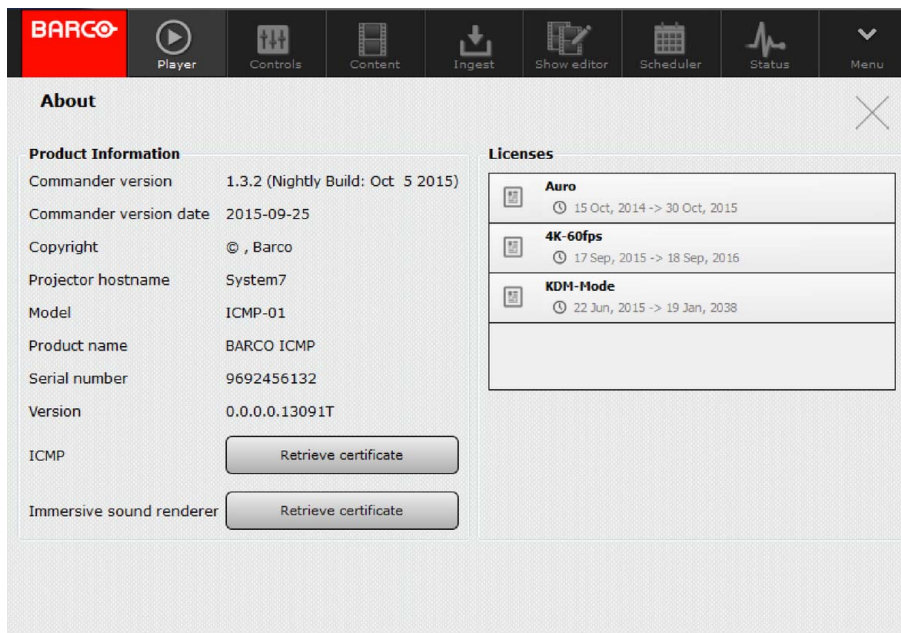 BARCO
Player
Controls
Content
Ingest
Show editor
Scheduler
Status
Menu
About
Product Information
Commander version 1.3.2 (Nightly Build: Oct 5 2015)
Commander version date 2015-09-25
Copyright © , Barco
Projector hostname System7
Model ICMP-01
Product name BARCO ICMP
Serial number 9692456132
Version 0.0.0.0.13091T
ICMP Retrieve certificate
Immersive sound renderer Retrieve certificate
Licenses
Auro
15 Oct, 2014 -> 30 Oct, 2015
4K-60fps
17 Sep, 2015 -> 18 Sep, 2016
KDM-Mode
22 Jun, 2015 -> 19 Jan, 2038